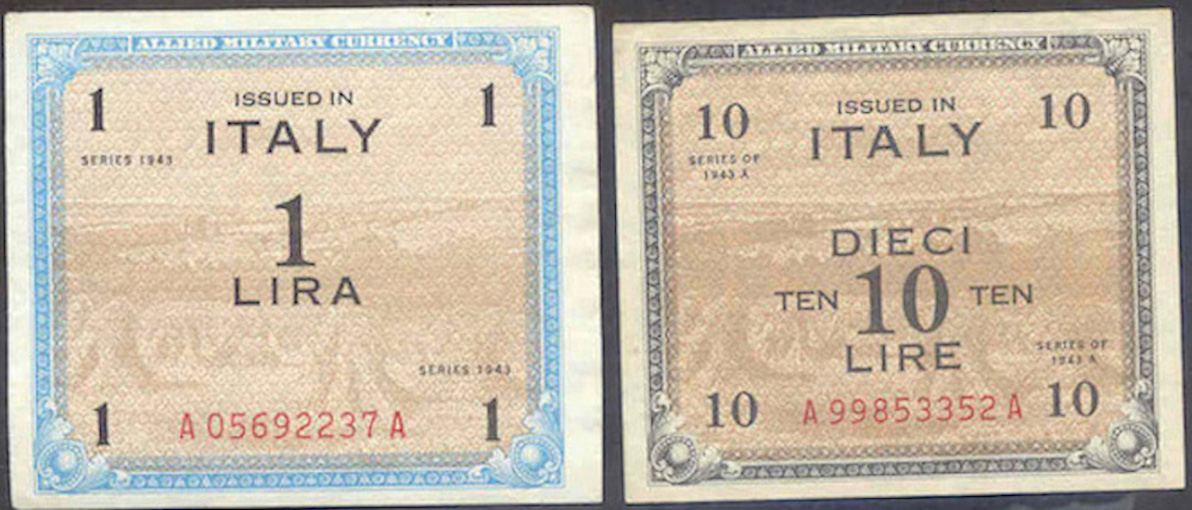 ALLIED MILITARY CURRENCY
1 ISSUED IN 1
ITALY
SERIES 1943
1
LIRA
SERIES 1943
1 A 05692237 A 1
ALLIED MILITARY CURRENCY
10 ISSUED IN 10
ITALY
SERIES OF
1943 A
DIECI
TEN 10 TEN
LIRE
SERIES OF
1943 A
10 A 99853352 A 10